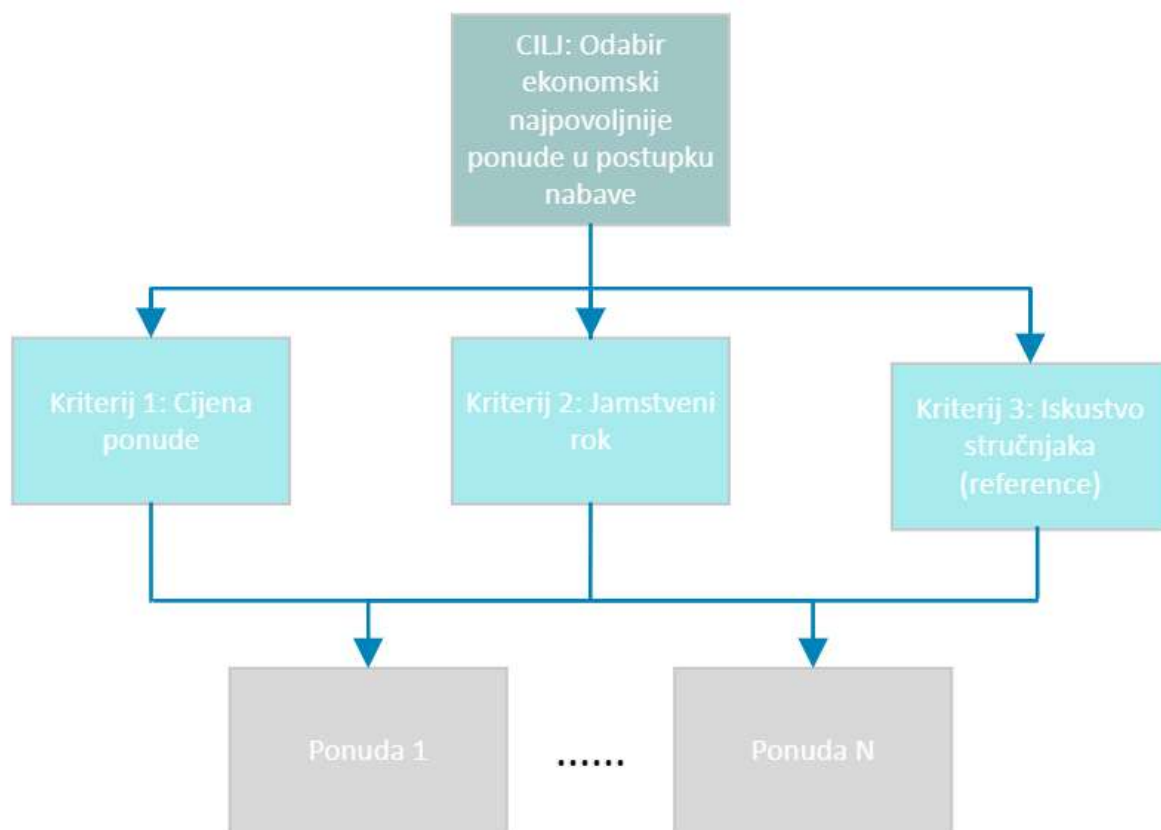 CILJ: Odabir
ekonomski
najpovoljnije
ponude u postupku
nabave
Kriterij 1: Cijena
ponude
Kriterij 2: Jamstveni
rok
Kriterij 3: Iskustvo
stručnjaka
(reference)
Ponuda 1
......
Ponuda N